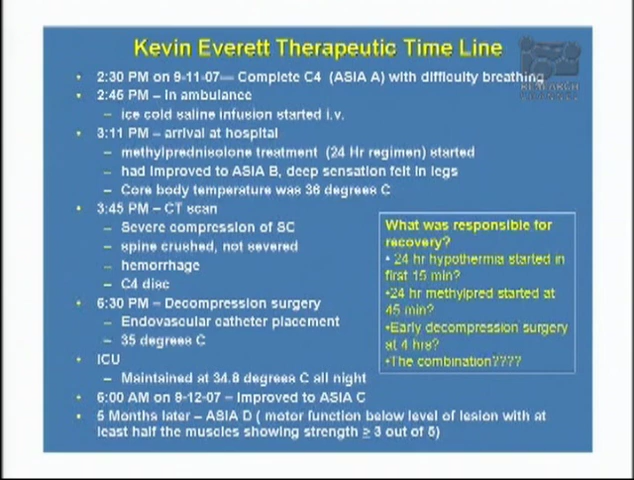 Kevin Everett Therapeutic Time Line
• 2:30 PM on 9-11-07— Complete C4 (ASIA A) with difficulty breathing
• 2:45 PM – In ambulance
– ice cold saline infusion started i.v.
• 3:11 PM – arrival at hospital
– methylprednisolone treatment (24 Hr regimen) started
– had improved to ASIA B, deep sensation felt in legs
– Core body temperature was 36 degrees C
• 3:45 PM – CT scan
– Severe compression of SC
– spine crushed, not severed
– hemorrhage
– C4 disc
• 6:30 PM – Decompression surgery
– Endovascular catheter placement
– 35 degrees C
• ICU
– Maintained at 34.8 degrees C all night
• 6:00 AM on 9-12-07 – Improved to ASIA C
• 5 Months later – ASIA D ( motor function below level of lesion with at
least half the muscles showing strength ≥ 3 out of 5)
What was responsible for
recovery?
• 24 hr hypothermia started in
first 15 min?
•24 hr methylpred started at
45 min?
•Early decompression surgery
at 4 hrs?
•The combination????
RESEARCH